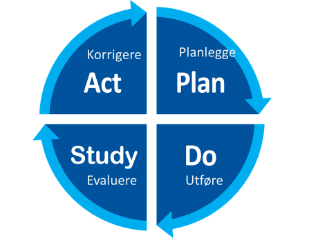 Korrigere
Act
Planlegge
Plan
Study
Evaluere
Do
Utføre